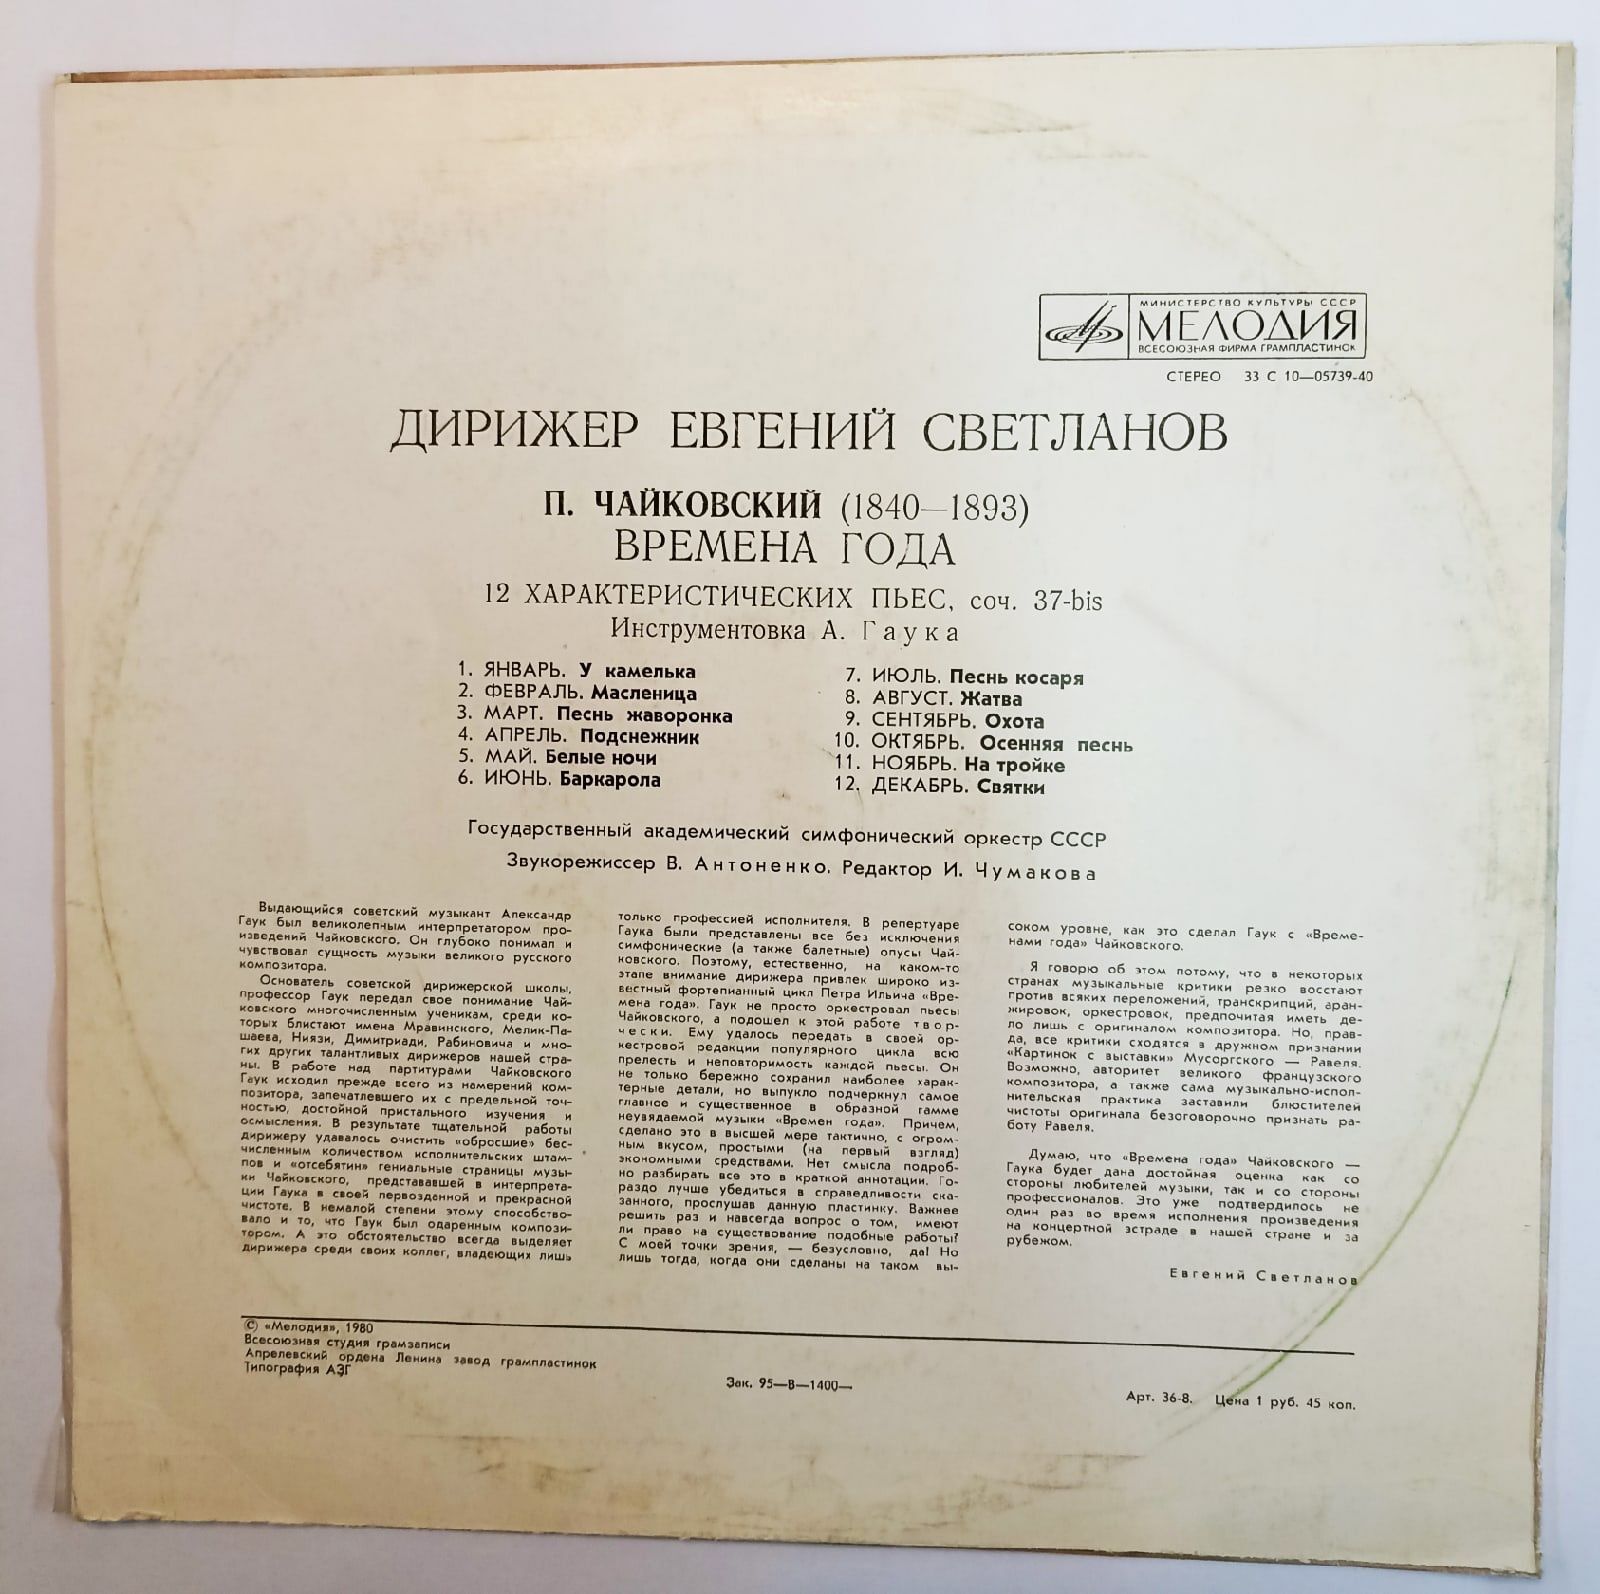 МИНИСТЕРСТВО КУЛЬТУРЫ СССР
МЕЛОДИЯ
ВСЕСОЮЗНАЯ ФИРМА ГРАМПЛАСТИНОК
СТЕРЕО 33 С 10—05739-40
ДИРИЖЕР ЕВГЕНИЙ СВЕТЛАНОВ
П. ЧАЙКОВСКИЙ (1840—1893)
ВРЕМЕНА ГОДА
12 ХАРАКТЕРИСТИЧЕСКИХ ПЬЕС, соч. 37-bis
Инструментовка А. Гаука
1. ЯНВАРЬ. У камелька
2. ФЕВРАЛЬ. Масленица
3. МАРТ. Песнь жаворонка
4. АПРЕЛЬ. Подснежник
5. МАЙ. Белые ночи
6. ИЮНЬ. Баркарола
7. ИЮЛЬ. Песнь косаря
8. АВГУСТ. Жатва
9. СЕНТЯБРЬ. Охота
10. ОКТЯБРЬ. Осенняя песнь
11. НОЯБРЬ. На тройке
12. ДЕКАБРЬ. Святки
Государственный академический симфонический оркестр СССР
Звукорежиссер В. Антоненко. Редактор И. Чумакова
Выдающийся советский музыкант Александр
Гаук был великолепным интерпретатором про-
изведений Чайковского. Он глубоко понимал и
чувствовал сущность музыки великого русского
композитора.
Основатель советской дирижерской школы,
профессор Гаук передал свое понимание Чай-
ковского многочисленным ученикам, среди ко-
торых блистают имена Мравинского, Мелик-Па-
шаева, Ниязи, Димитриади, Рабиновича и мно-
гих других талантливых дирижеров нашей стра-
ны. В работе над партитурами Чайковского
Гаук исходил прежде всего из намерений ком-
позитора, запечатлевшего их с предельной точ-
ностью, достойной пристального изучения и
осмысления. В результате тщательной работы
дирижеру удавалось очистить «обросшие» бес-
численным количеством исполнительских штам-
пов и «отсебятин» гениальные страницы музы-
ки Чайковского, представавшей в интерпрета-
ции Гаука в своей первозданной и прекрасной
чистоте. В немалой степени этому способство-
вало и то, что Гаук был одаренным компози-
тором. А это обстоятельство всегда выделяет
дирижера среди своих коллег, владеющих лишь
только профессией исполнителя. В репертуаре
Гаука были представлены все без исключения
симфонические (а также балетные) опусы Чай-
ковского. Поэтому, естественно, на каком-то
этапе внимание дирижера привлек широко из-
вестный фортепианный цикл Петра Ильича «Вре-
мена года». Гаук не просто оркестровал пьесы
Чайковского, а подошел к этой работе твор-
чески. Ему удалось передать в своей ор-
кестровой редакции популярного цикла всю
прелесть и неповторимость каждой пьесы. Он
не только бережно сохранил наиболее харак-
терные детали, но выпукло подчеркнул самое
главное и существенное в образной гамме
неувядаемой музыки «Времен года». Причем,
сделано это в высшей мере тактично, с огром-
ным вкусом, простыми (на первый взгляд)
экономными средствами. Нет смысла подроб-
но разбирать все это в краткой аннотации. Го-
раздо лучше убедиться в справедливости ска-
занного, прослушав данную пластинку. Важнее
решить раз и навсегда вопрос о том, имеют
ли право на существование подобные работы?
С моей точки зрения, — безусловно, да! Но
лишь тогда, когда они сделаны на таком вы-
соком уровне, как это сделал Гаук с «Време-
нами года» Чайковского.
Я говорю об этом потому, что в некоторых
странах музыкальные критики резко восстают
против всяких переложений, транскрипций, аран-
жировок, оркестровок, предпочитая иметь де-
ло лишь с оригиналом композитора. Но, прав-
да, все критики сходятся в дружном признании
«Картинок с выставки» Мусоргского — Равеля.
Возможно, авторитет великого французского
композитора, а также сама музыкально-испол-
нительская практика заставили блюстителей
чистоты оригинала безоговорочно признать ра-
боту Равеля.
Думаю, что «Времена года» Чайковского —
Гаука будет дана достойная оценка как со
стороны любителей музыки, так и со стороны
профессионалов. Это уже подтвердилось не
один раз во время исполнения произведения
на концертной эстраде в нашей стране и за
рубежом.
Евгений Светланов
© «Мелодия», 1980
Всесоюзная студия грамзаписи
Апрелевский ордена Ленина завод грампластинок
Типография АЗГ
Зак. 95—В—1400—
Арт. 36-8. Цена 1 руб. 45 коп.